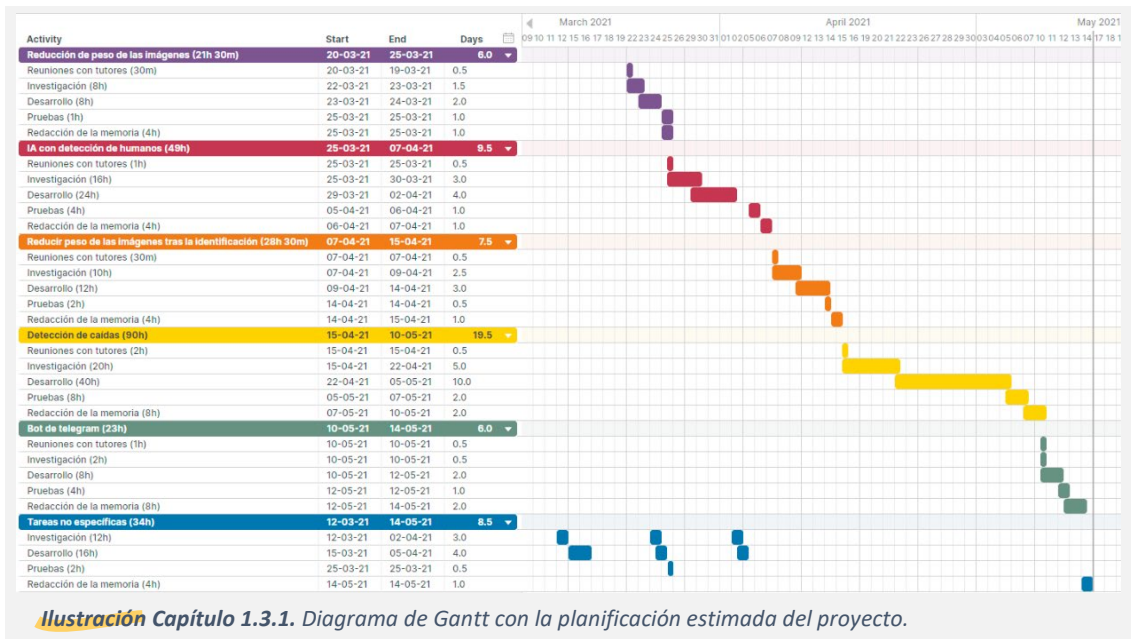 March 2021 April 2021 May 2021
Activity Start End Days 09 10 11 12 15 16 17 18 19 22 23 24 25 26 29 30 31 01 02 05 06 07 08 09 12 13 14 15 16 19 20 21 22 23 26 27 28 29 30 03 04 05 06 07 10 11 12 13 14 17 18 1
Reducción de peso de las imágenes (21h 30m) 20-03-21 25-03-21 6.0
Reuniones con tutores (30m) 20-03-21 19-03-21 0.5
Investigación (8h) 22-03-21 23-03-21 1.5
Desarrollo (8h) 23-03-21 24-03-21 2.0
Pruebas (1h) 25-03-21 25-03-21 1.0
Redacción de la memoria (4h) 25-03-21 25-03-21 1.0
IA con detección de humanos (49h) 25-03-21 07-04-21 9.5
Reuniones con tutores (1h) 25-03-21 25-03-21 0.5
Investigación (16h) 25-03-21 30-03-21 3.0
Desarrollo (24h) 29-03-21 02-04-21 4.0
Pruebas (4h) 05-04-21 06-04-21 1.0
Redacción de la memoria (4h) 06-04-21 07-04-21 1.0
Reducir peso de las imágenes tras la identificación (28h 30m) 07-04-21 15-04-21 7.5
Reuniones con tutores (30m) 07-04-21 07-04-21 0.5
Investigación (10h) 07-04-21 09-04-21 2.5
Desarrollo (12h) 09-04-21 14-04-21 3.0
Pruebas (2h) 14-04-21 14-04-21 0.5
Redacción de la memoria (4h) 14-04-21 15-04-21 1.0
Detección de caídas (90h) 15-04-21 10-05-21 19.5
Reuniones con tutores (2h) 15-04-21 15-04-21 0.5
Investigación (20h) 15-04-21 22-04-21 5.0
Desarrollo (40h) 22-04-21 05-05-21 10.0
Pruebas (8h) 05-05-21 07-05-21 2.0
Redacción de la memoria (8h) 07-05-21 10-05-21 2.0
Bot de telegram (23h) 10-05-21 14-05-21 6.0
Reuniones con tutores (1h) 10-05-21 10-05-21 0.5
Investigación (2h) 10-05-21 10-05-21 0.5
Desarrollo (8h) 10-05-21 12-05-21 2.0
Pruebas (4h) 12-05-21 12-05-21 1.0
Redacción de la memoria (8h) 12-05-21 14-05-21 2.0
Tareas no específicas (34h) 12-03-21 14-05-21 8.5
Investigación (12h) 12-03-21 02-04-21 3.0
Desarrollo (16h) 15-03-21 05-04-21 4.0
Pruebas (2h) 25-03-21 25-03-21 0.5
Redacción de la memoria (4h) 14-05-21 14-05-21 1.0
Ilustración Capítulo 1.3.1. Diagrama de Gantt con la planificación estimada del proyecto.